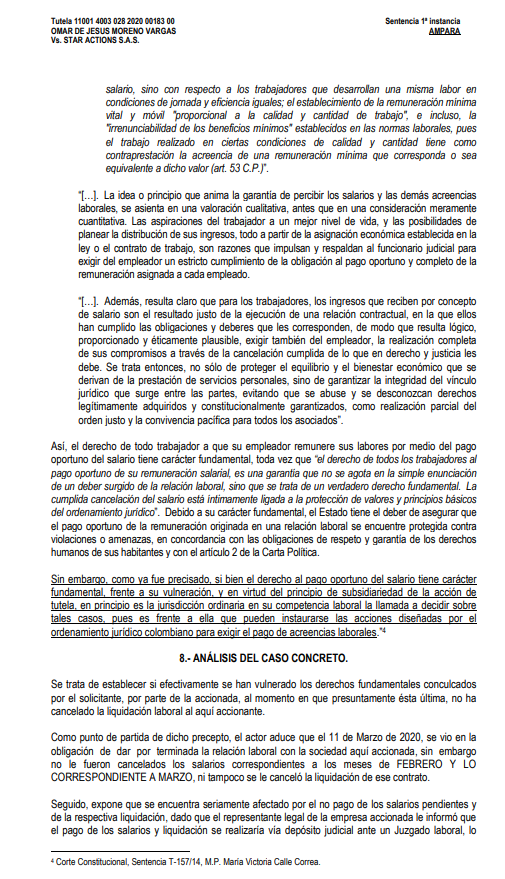 Tutela 11001 4003 028 2020 00183 00
OMAR DE JESUS MORENO VARGAS
Vs. STAR ACTIONS S.A.S.
Sentencia 1ª instancia
AMPARA
salario, sino con respecto a los trabajadores que desarrollan una misma labor en
condiciones de jornada y eficiencia iguales; el establecimiento de la remuneración mínima
vital y móvil "proporcional a la calidad y cantidad de trabajo", e incluso, la
"irrenunciabilidad de los beneficios mínimos" establecidos en las normas laborales, pues
el trabajo realizado en ciertas condiciones de calidad y cantidad tiene como
contraprestación la acreencia de una remuneración mínima que corresponda o sea
equivalente a dicho valor (art. 53 C.P.)”.
“[…]. La idea o principio que anima la garantía de percibir los salarios y las demás acreencias
laborales, se asienta en una valoración cualitativa, antes que en una consideración meramente
cuantitativa. Las aspiraciones del trabajador a un mejor nivel de vida, y las posibilidades de
planear la distribución de sus ingresos, todo a partir de la asignación económica establecida en la
ley o el contrato de trabajo, son razones que impulsan y respaldan al funcionario judicial para
exigir del empleador un estricto cumplimiento de la obligación al pago oportuno y completo de la
remuneración asignada a cada empleado.
“[…]. Además, resulta claro que para los trabajadores, los ingresos que reciben por concepto
de salario son el resultado justo de la ejecución de una relación contractual, en la que ellos
han cumplido las obligaciones y deberes que les corresponden, de modo que resulta lógico,
proporcionado y éticamente plausible, exigir también del empleador, la realización completa
de sus compromisos a través de la cancelación cumplida de lo que en derecho y justicia les
debe. Se trata entonces, no sólo de proteger el equilibrio y el bienestar económico que se
derivan de la prestación de servicios personales, sino de garantizar la integridad del vínculo
jurídico que surge entre las partes, evitando que se abuse y se desconozcan derechos
legítimamente adquiridos y constitucionalmente garantizados, como realización parcial del
orden justo y la convivencia pacífica para todos los asociados”.
Así, el derecho de todo trabajador a que su empleador remunere sus labores por medio del pago
oportuno del salario tiene carácter fundamental, toda vez que “el derecho de todos los trabajadores al
pago oportuno de su remuneración salarial, es una garantía que no se agota en la simple enunciación
de un deber surgido de la relación laboral, sino que se trata de un verdadero derecho fundamental. La
cumplida cancelación del salario está íntimamente ligada a la protección de valores y principios básicos
del ordenamiento jurídico”. Debido a su carácter fundamental, el Estado tiene el deber de asegurar que
el pago oportuno de la remuneración originada en una relación laboral se encuentre protegida contra
violaciones o amenazas, en concordancia con las obligaciones de respeto y garantía de los derechos
humanos de sus habitantes y con el artículo 2 de la Carta Política.
Sin embargo, como ya fue precisado, si bien el derecho al pago oportuno del salario tiene carácter
fundamental, frente a su vulneración, y en virtud del principio de subsidiariedad de la acción de
tutela, en principio es la jurisdicción ordinaria en su competencia laboral la llamada a decidir sobre
tales casos, pues es frente a ella que pueden instaurarse las acciones diseñadas por el
ordenamiento jurídico colombiano para exigir el pago de acreencias laborales.”4
8.- ANÁLISIS DEL CASO CONCRETO.
Se trata de establecer si efectivamente se han vulnerado los derechos fundamentales conculcados
por el solicitante, por parte de la accionada, al momento en que presuntamente ésta última, no ha
cancelado la liquidación laboral al aquí accionante.
Como punto de partida de dicho precepto, el actor aduce que el 11 de Marzo de 2020, se vio en la
obligación de dar por terminada la relación laboral con la sociedad aquí accionada, sin embargo
no le fueron cancelados los salarios correspondientes a los meses de FEBRERO Y LO
CORRESPONDIENTE A MARZO, ni tampoco se le canceló la liquidación de ese contrato.
Seguido, expone que se encuentra seriamente afectado por el no pago de los salarios pendientes y
de la respectiva liquidación, dado que el representante legal de la empresa accionada le informó que
el pago de los salarios y liquidación se realizaría vía depósito judicial ante un Juzgado laboral, lo
4 Corte Constitucional, Sentencia T-157/14, M.P. María Victoria Calle Correa.